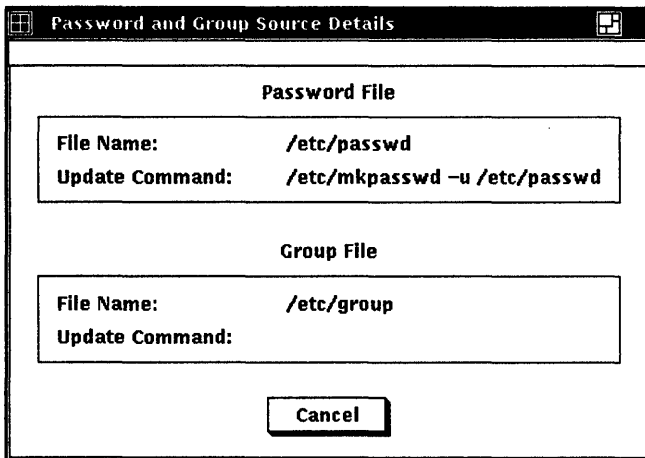 Password and Group Source Details
Password File
File Name: /etc/passwd
Update Command: /etc/mkpasswd –u /etc/passwd
Group File
File Name: /etc/group
Update Command:
Cancel